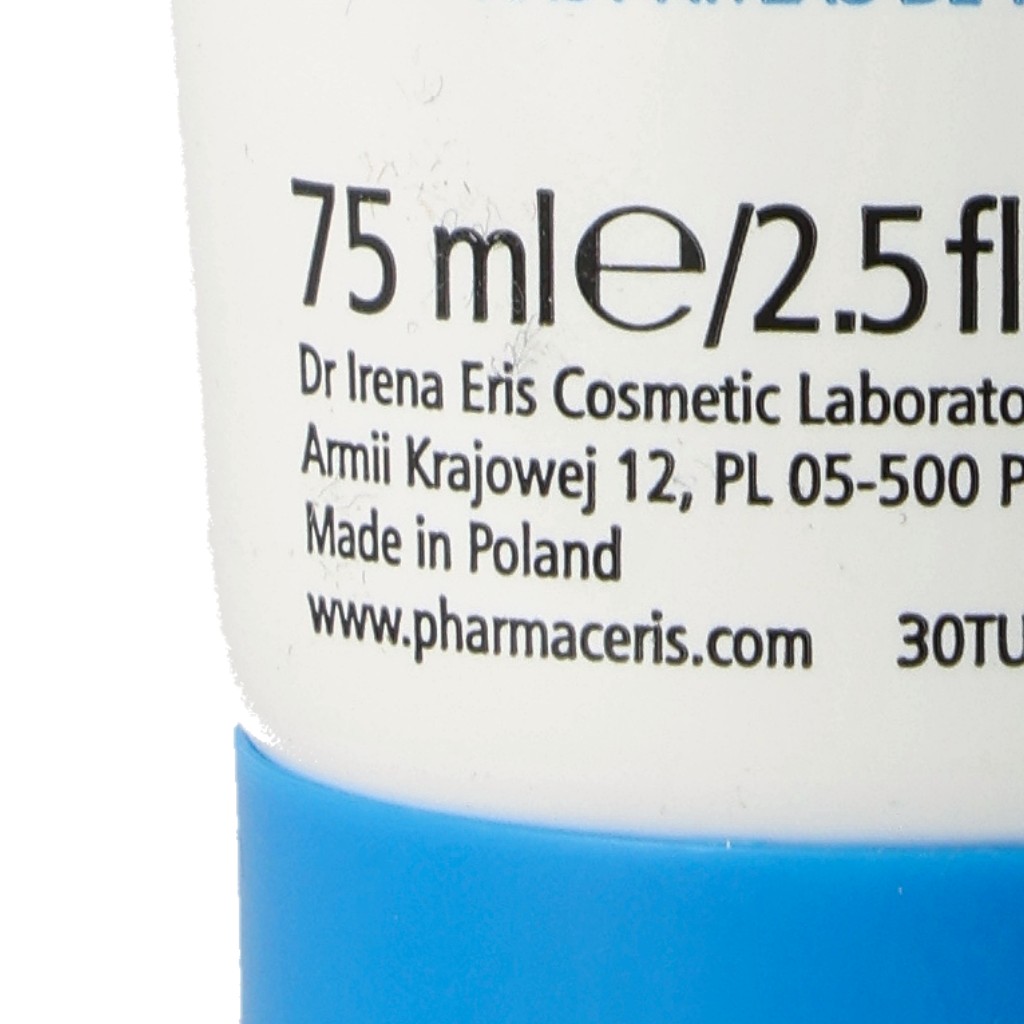 75 ml e/2.5 fl
Dr Irena Eris Cosmetic
Armii Krajowej 12, PL 05-500
Made in Poland
www.pharmaceris.com 30TU